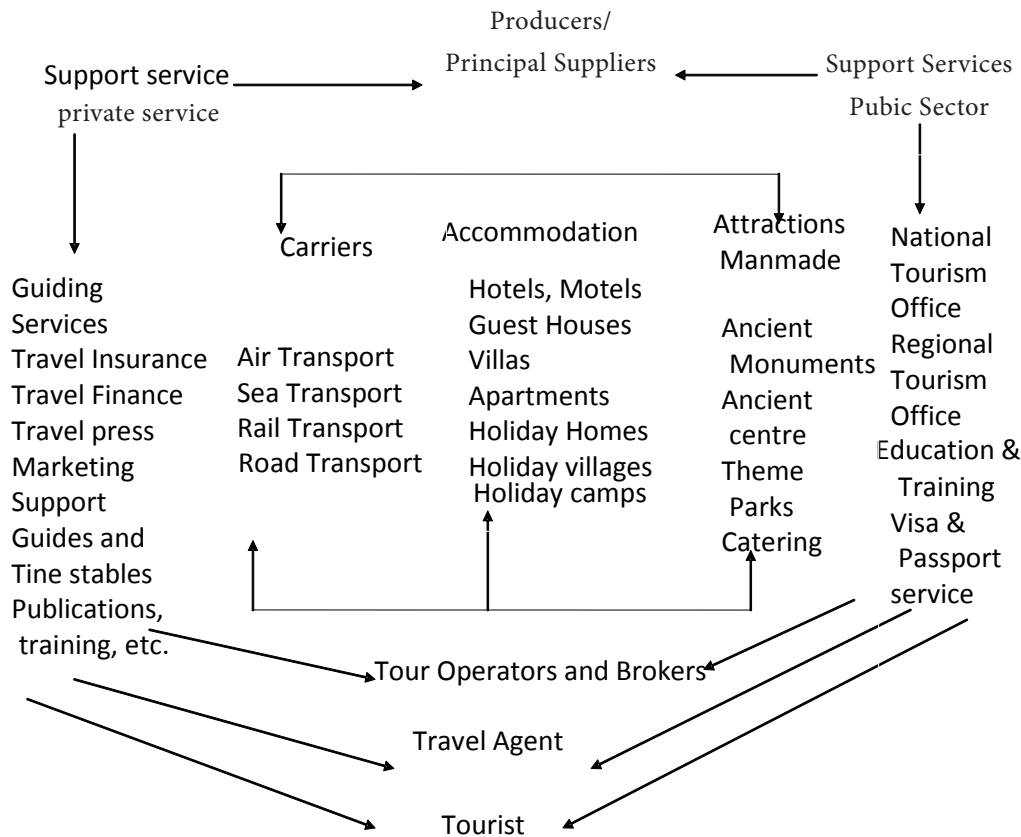 Producers/
Principal Suppliers
Support service
private service
Support Services
Pubic Sector
Carriers
Air Transport
Sea Transport
Rail Transport
Road Transport
Accommodation
Hotels, Motels
Guest Houses
Villas
Apartments
Holiday Homes
Holiday villages
Holiday camps
Attractions
Manmade
Ancient
Monuments
Ancient
centre
Theme
Parks
Catering
Guiding
Services
Travel Insurance
Travel Finance
Travel press
Marketing
Support
Guides and
Tine stables
Publications,
training, etc.
National
Tourism
Office
Regional
Tourism
Office
Education &
Training
Visa &
Passport
service
Tour Operators and Brokers
Travel Agent
Tourist